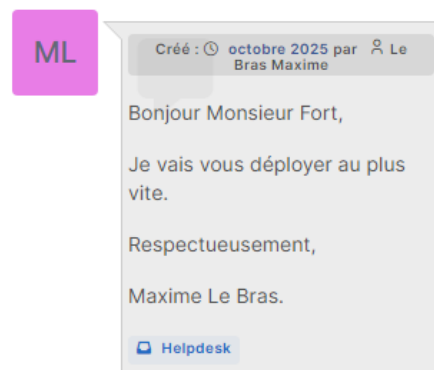 ML
Créé : octobre 2025 par Le
Bras Maxime
Bonjour Monsieur Fort,
Je vais vous déployer au plus
vite.
Respectueusement,
Maxime Le Bras.
Helpdesk